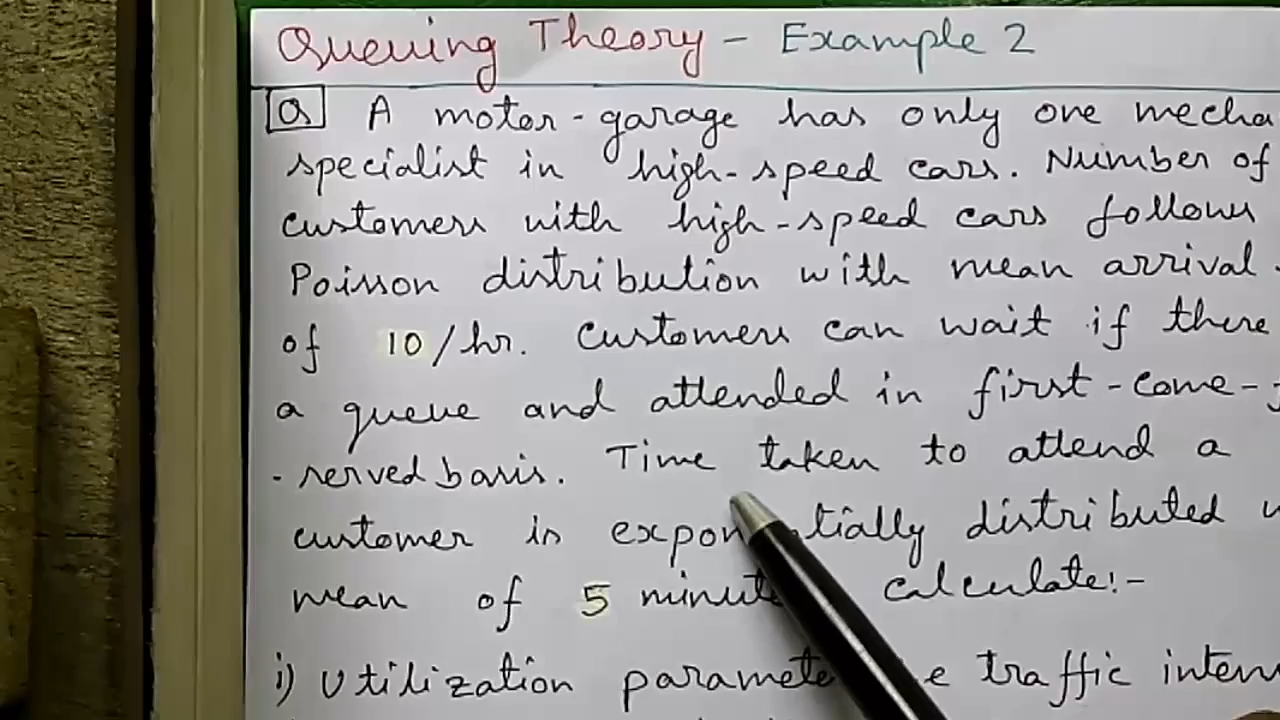 Queuing Theory - Example 2
Q A motor-garage has only one mecha
specialist in high-speed cars. Number of
customers with high-speed cars follows
Poisson distribution with mean arrival
of 10/hr. Customers can wait if there
a queue and attended in first-come-
-served basis. Time taken to attend a
customer is exponentially distributed
mean of 5 minute calculate:-
i) Utilization paramete traffic inten